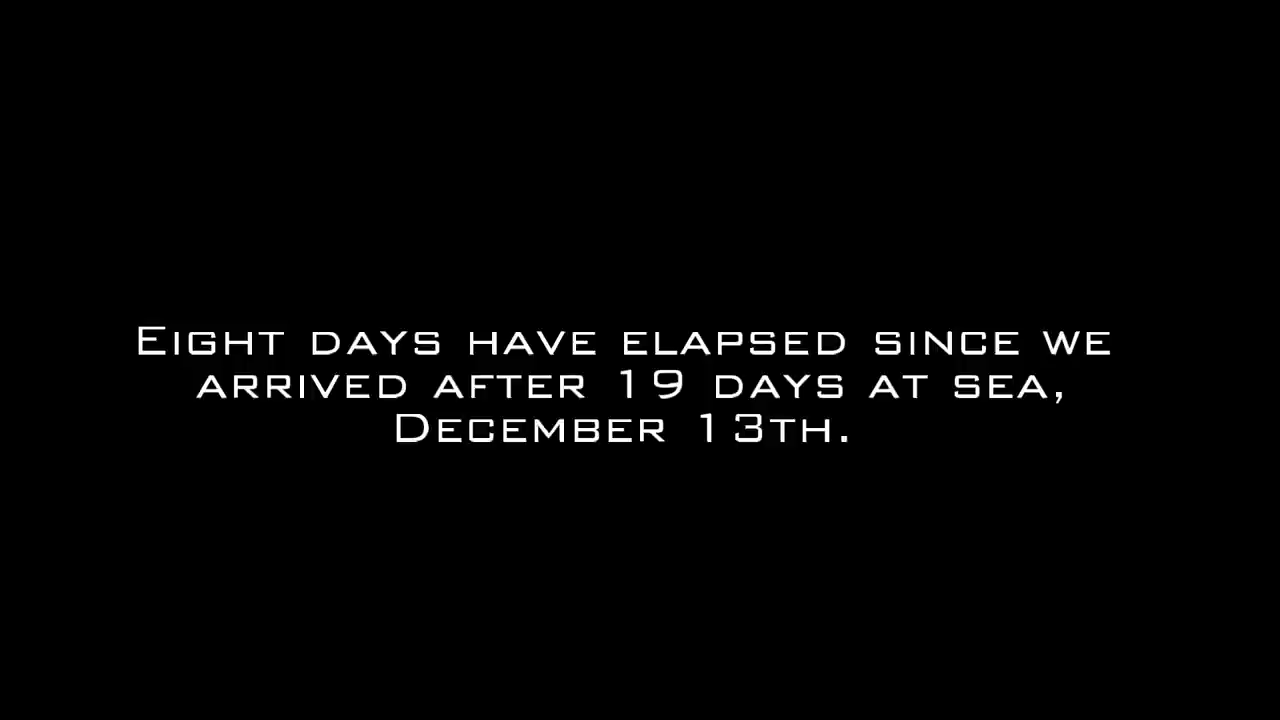 Eight days have elapsed since we
arrived after 19 days at sea,
December 13th.